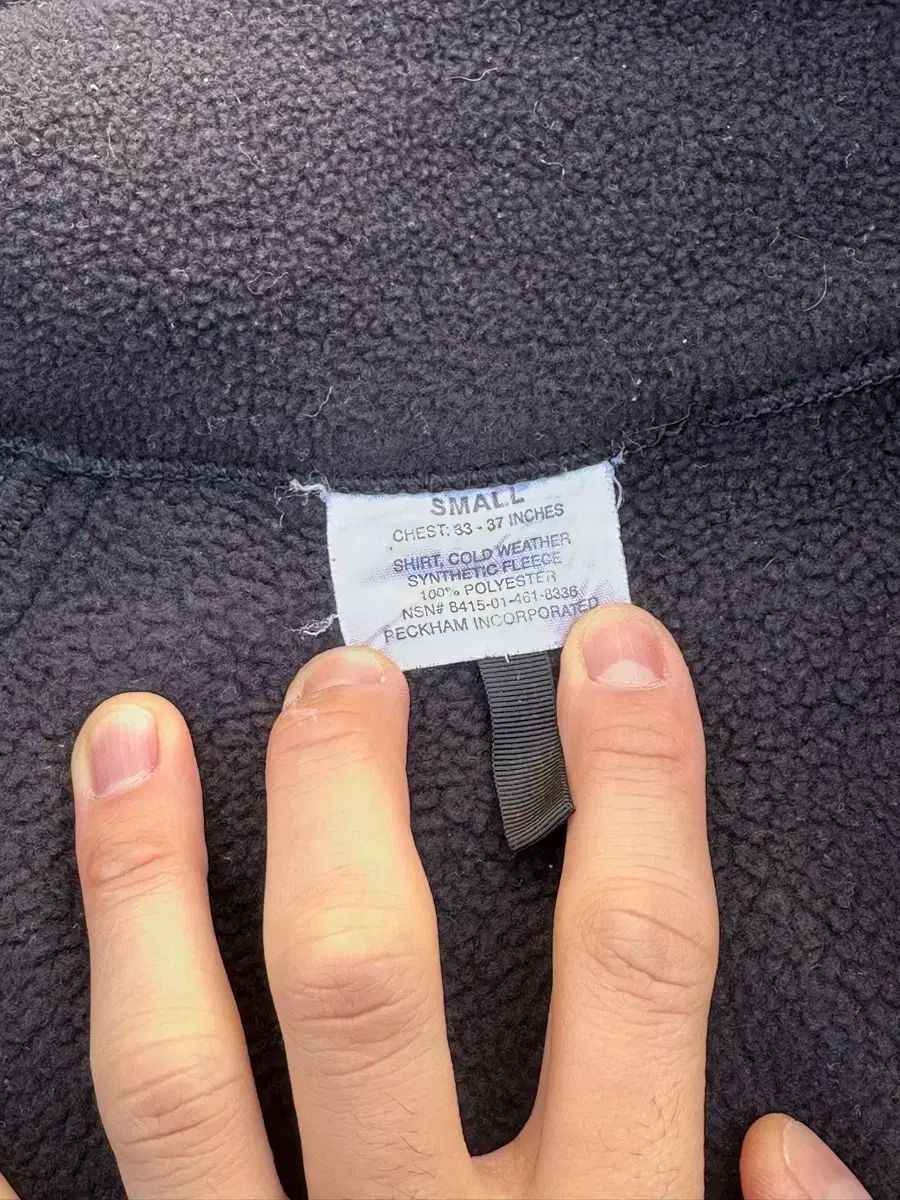 SMALL
CHEST: 33 - 37 INCHES
SHIRT, COLD WEATHER
SYNTHETIC FLEECE
100% POLYESTER
NSN# 8415-01-461-8336
PECKHAM INCORPORATED